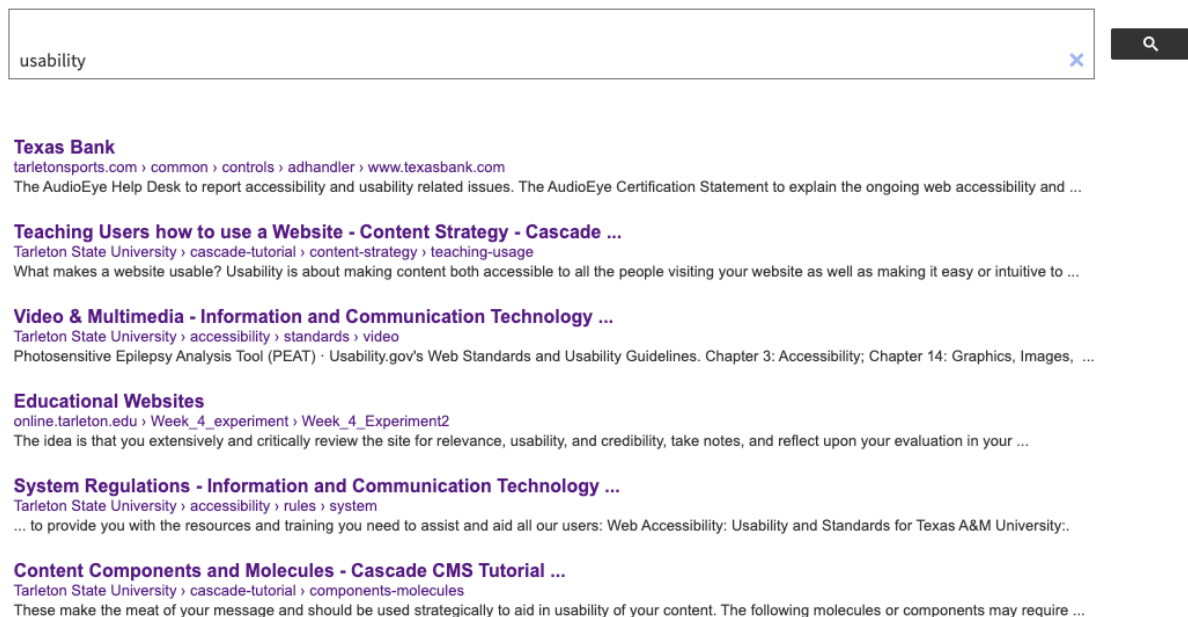 usability
Texas Bank
tarletonsports.com › common › controls › adhandler › www.texasbank.com
The AudioEye Help Desk to report accessibility and usability related issues. The AudioEye Certification Statement to explain the ongoing web accessibility and ...
Teaching Users how to use a Website - Content Strategy - Cascade ...
Tarleton State University › cascade-tutorial › content-strategy › teaching-usage
What makes a website usable? Usability is about making content both accessible to all the people visiting your website as well as making it easy or intuitive to ...
Video & Multimedia - Information and Communication Technology ...
Tarleton State University › accessibility › standards › video
Photosensitive Epilepsy Analysis Tool (PEAT) · Usability.gov's Web Standards and Usability Guidelines. Chapter 3: Accessibility; Chapter 14: Graphics, Images, ...
Educational Websites
online.tarleton.edu › Week_4_experiment › Week_4_Experiment2
The idea is that you extensively and critically review the site for relevance, usability, and credibility, take notes, and reflect upon your evaluation in your ...
System Regulations - Information and Communication Technology ...
Tarleton State University › accessibility › rules › system
... to provide you with the resources and training you need to assist and aid all our users: Web Accessibility: Usability and Standards for Texas A&M University:.
Content Components and Molecules - Cascade CMS Tutorial ...
Tarleton State University › cascade-tutorial › components-molecules
These make the meat of your message and should be used strategically to aid in usability of your content. The following molecules or components may require ...